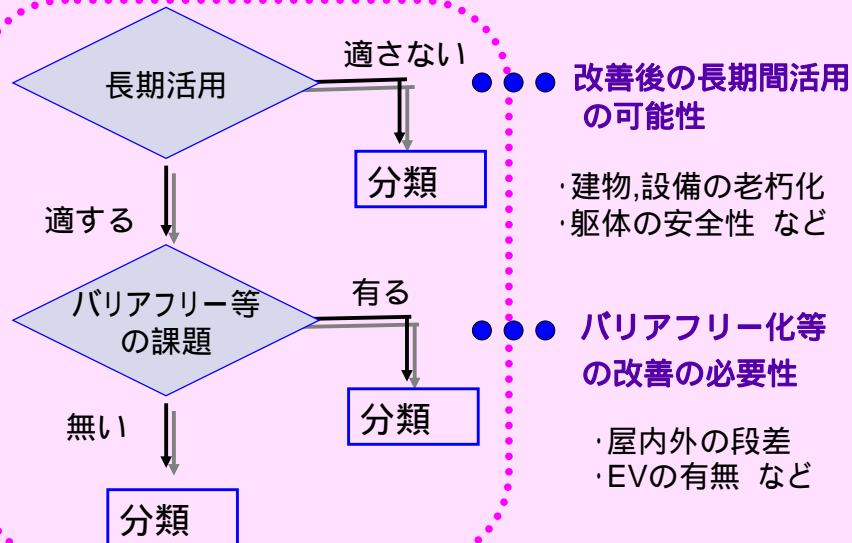 長期活用
適さない
分類
適する
バリアフリー等
の課題
有る
分類
無い
分類
改善後の長期間活用
の可能性
・建物,設備の老朽化
・躯体の安全性 など
バリアフリー化等
の改善の必要性
・屋内外の段差
・EVの有無 など